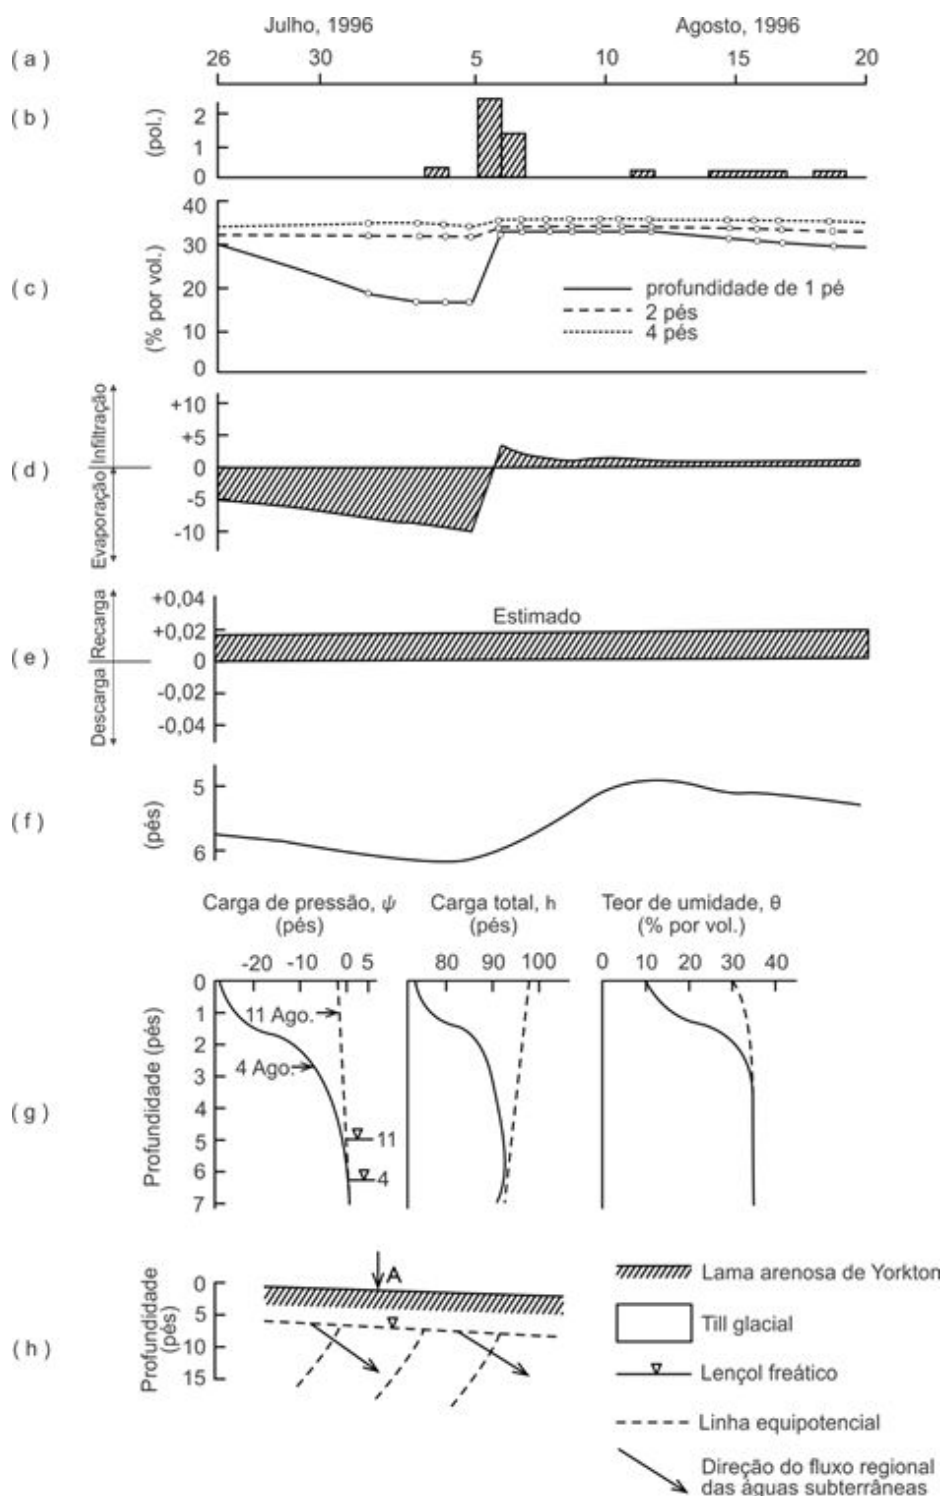 Julho, 1996 Agosto, 1996
( a ) 26 30 5 10 15 20
( b ) (pol.) 2 1 0
( c ) (% por vol.) 40 30 20 10 0
profundidade de 1 pé
2 pés
4 pés
( d ) Evaporação Infiltração +10 +5 0 -5 -10
( e ) Descarga Recarga +0,04 +0,02 0 -0,02 -0,04
Estimado
( f ) (pés) 5 6
Carga de pressão, ψ Carga total, h Teor de umidade, θ
(pés) (pés) (% por vol.)
-20 -10 0 5 80 90 100 0 10 20 30 40
( g ) Profundidade (pés) 0 1 2 3 4 5 6 7
11 Ago.
4 Ago.
11
4
( h ) Profundidade (pés) 0 5 10 15
A
Lama arenosa de Yorkton
Till glacial
Lençol freático
Linha equipotencial
Direção do fluxo regional
das águas subterrâneas